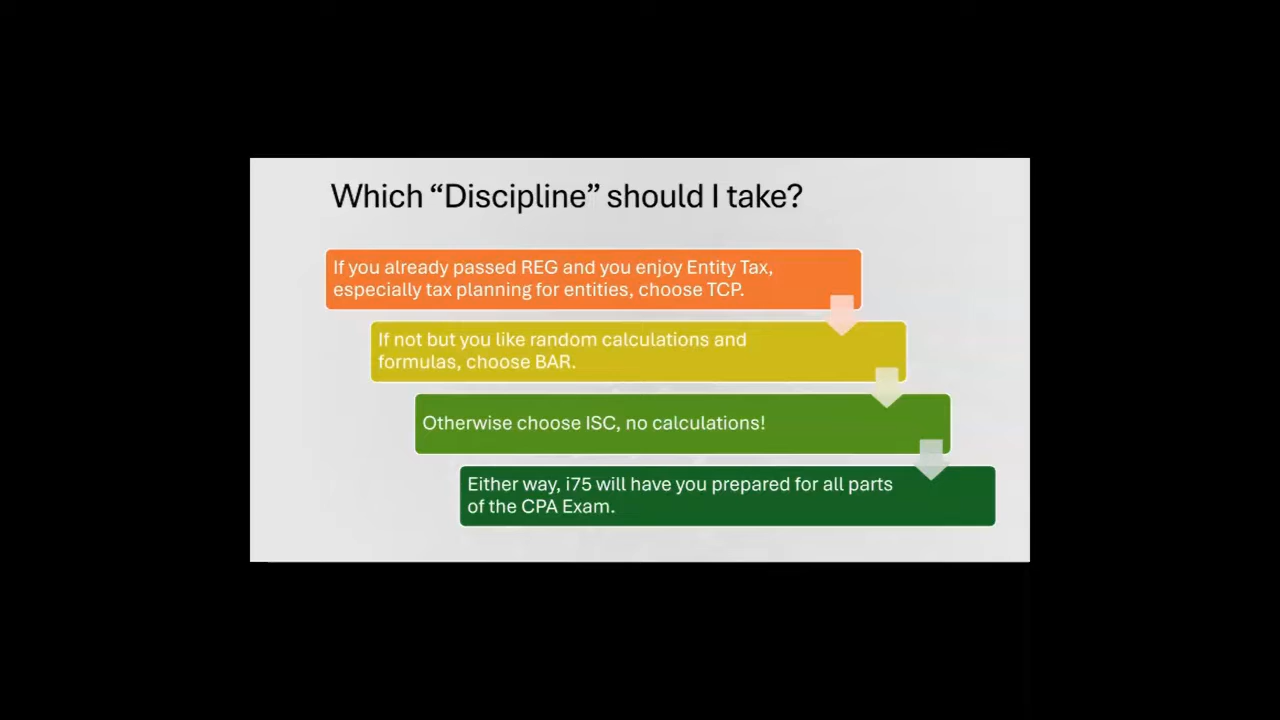 Which “Discipline” should I take?
If you already passed REG and you enjoy Entity Tax,
especially tax planning for entities, choose TCP.
If not but you like random calculations and
formulas, choose BAR.
Otherwise choose ISC, no calculations!
Either way, i75 will have you prepared for all parts
of the CPA Exam.